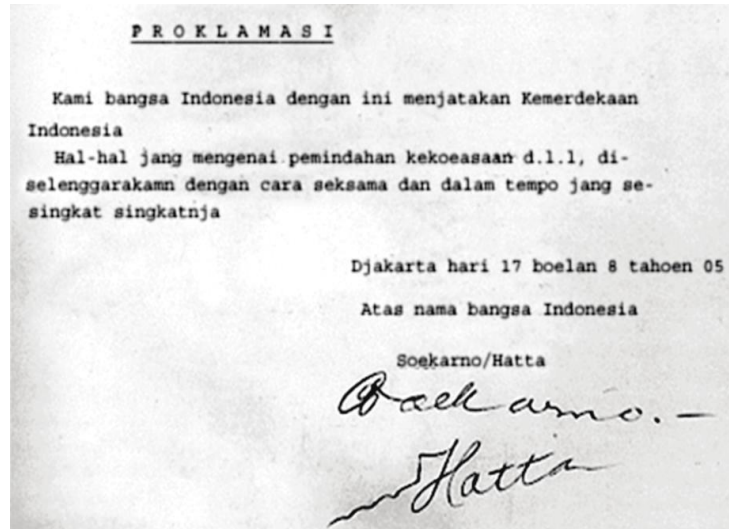 P R O K L A M A S I
Kami bangsa Indonesia dengan ini menjatakan Kemerdekaan
Indonesia
Hal-hal jang mengenai pemindahan kekoeasaan d.l.l, di-
selenggarakamn dengan cara seksama dan dalam tempo jang se-
singkat singkatnja
Djakarta hari 17 boelan 8 tahoen 05
Atas nama bangsa Indonesia
Soekarno/Hatta
Soekarno.-
Hatta